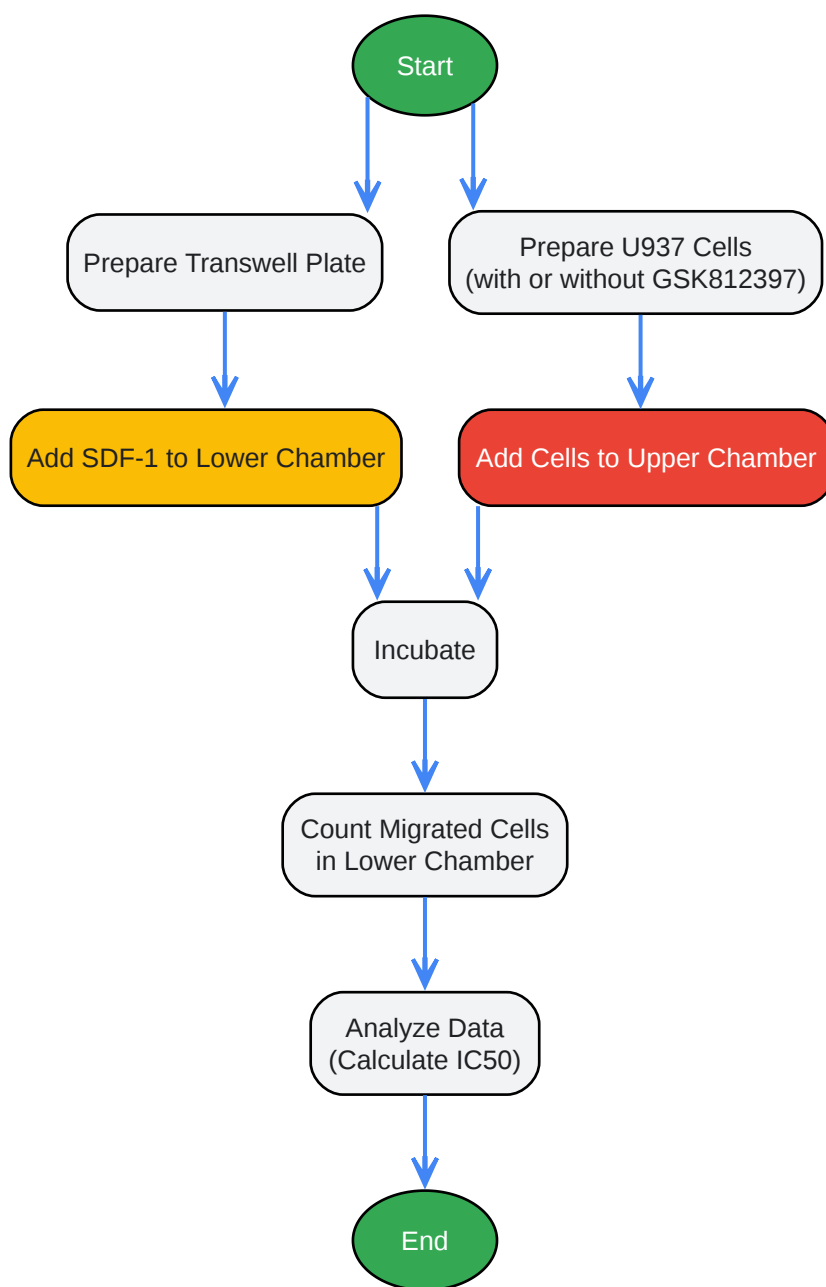 Start
Prepare Transwell Plate
Prepare U937 Cells
(with or without GSK812397)
Add SDF-1 to Lower Chamber
Add Cells to Upper Chamber
Incubate
Count Migrated Cells
in Lower Chamber
Analyze Data
(Calculate IC50)
End